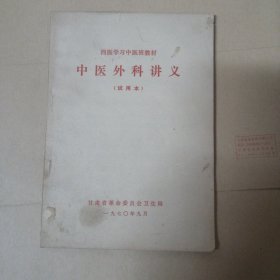 西医学习中医班教材
中医外科讲义
（试用本）
甘肃省革命委员会卫生局
一九七〇年九月